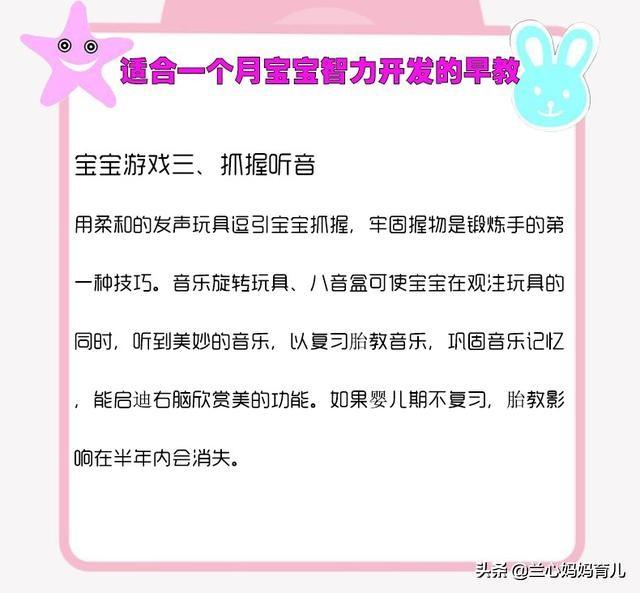 适合一个月宝宝智力开发的早教
宝宝游戏三、抓握听音
用柔和的发声玩具逗引宝宝抓握，牢固握物是锻炼手的第
一种技巧。音乐旋转玩具、八音盒可使宝宝在观注玩具的
同时，听到美妙的音乐，以复习胎教音乐，巩固音乐记忆
，能启迪右脑欣赏美的功能。如果婴儿期不复习，胎教影
响在半年内会消失。
头条 @兰心妈妈育儿